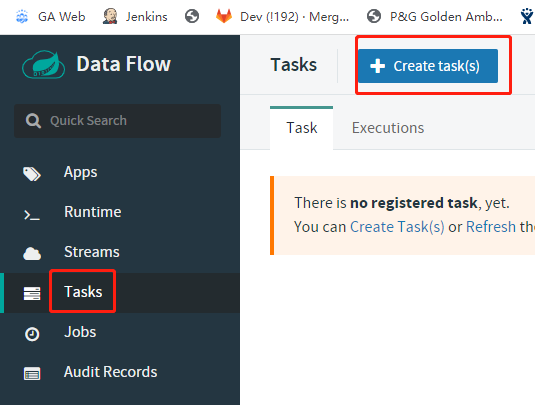 GA Web Jenkins Dev (!192) · Merg... P&G Golden Amb...
Data Flow
Quick Search
Apps
Runtime
Streams
Tasks
Jobs
Audit Records
Tasks
Create task(s)
Task Executions
There is no registered task, yet.
You can Create Task(s) or Refresh the